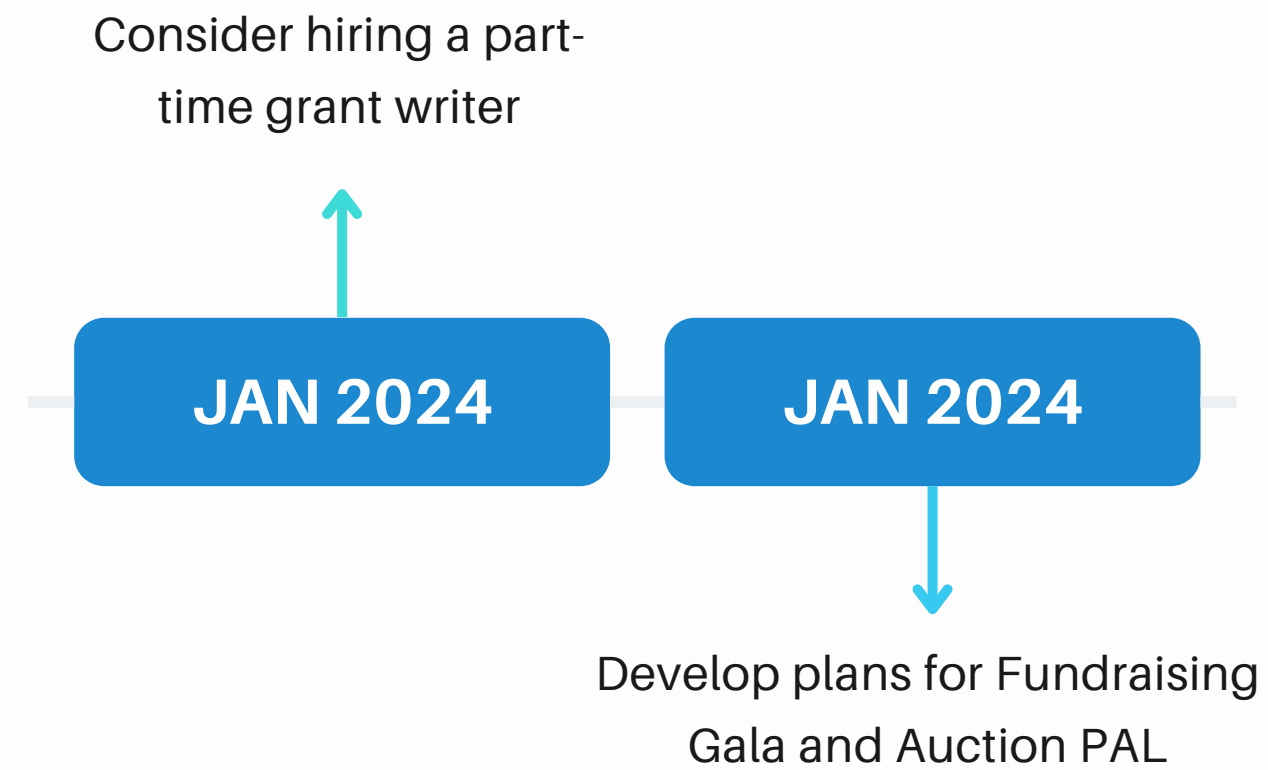 Consider hiring a part-
time grant writer
JAN 2024
JAN 2024
Develop plans for Fundraising
Gala and Auction PAL